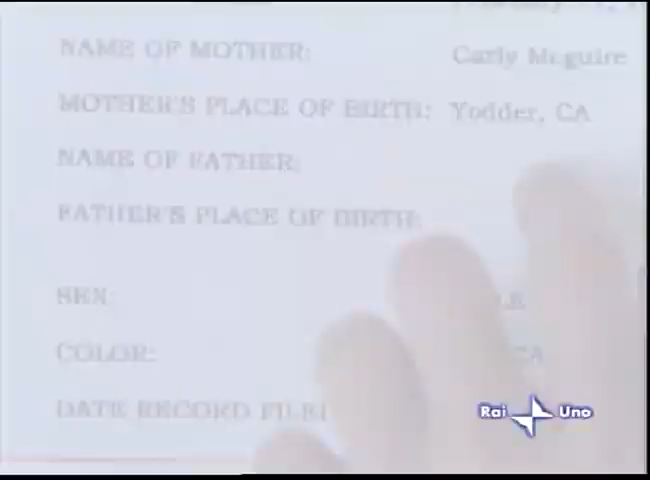 NAME OF MOTHER: Carly Mcguire
MOTHER'S PLACE OF BIRTH: Yodder, CA
NAME OF FATHER:
FATHER'S PLACE OF BIRTH:
SEX:
COLOR:
DATE RECORD FILE
Rai Uno